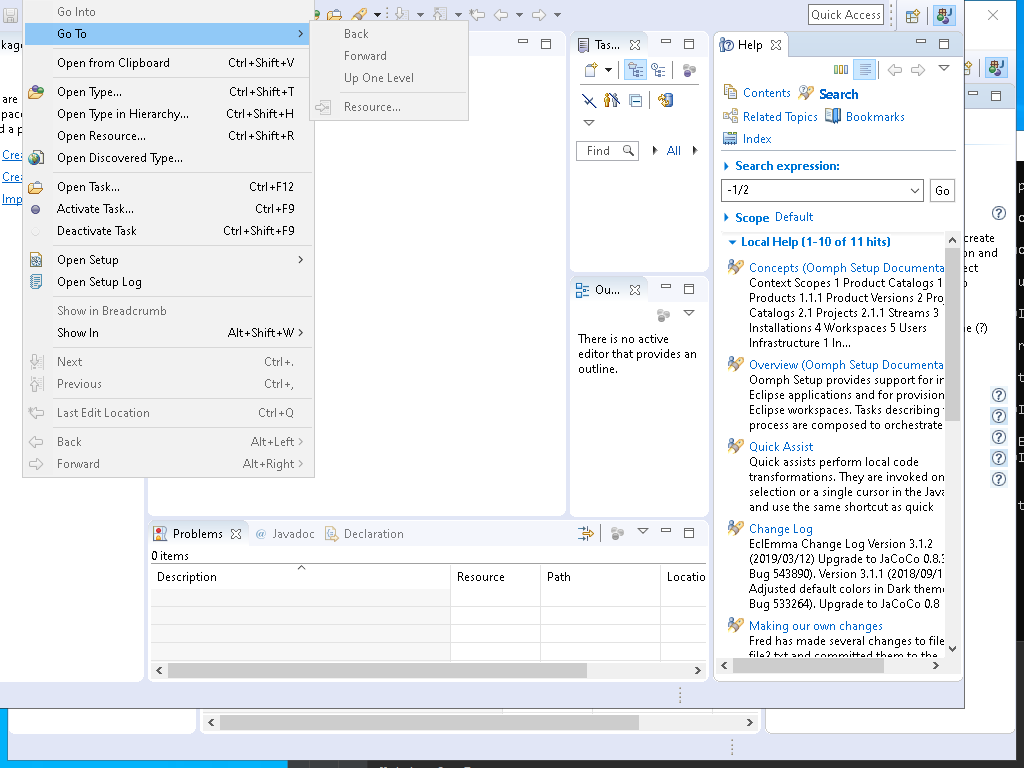 Quick Access
Go Into
Go To
Open from Clipboard Ctrl+Shift+V
Open Type... Ctrl+Shift+T
Open Type in Hierarchy... Ctrl+Shift+H
Open Resource... Ctrl+Shift+R
Open Discovered Type...
Open Task... Ctrl+F12
Activate Task... Ctrl+F9
Deactivate Task Ctrl+Shift+F9
Open Setup
Open Setup Log
Show in Breadcrumb
Show In Alt+Shift+W
Next Ctrl+.
Previous Ctrl+,
Last Edit Location Ctrl+Q
Back Alt+Left
Forward Alt+Right
Back
Forward
Up One Level
Resource...
kag
are
pac
d a p
Crea
Crea
Imp
Tas...
Find
All
Ou...
There is no active
editor that provides an
outline.
Help
Contents Search
Related Topics Bookmarks
Index
Search expression:
-1/2
Go
Scope Default
Local Help (1-10 of 11 hits)
Concepts (Oomph Setup Documenta
Context Scopes 1 Product Catalogs 1
Products 1.1.1 Product Versions 2 Proj
Catalogs 2.1 Projects 2.1.1 Streams 3
Installations 4 Workspaces 5 Users
Infrastructure 1 In...
Overview (Oomph Setup Documenta
Oomph Setup provides support for in
Eclipse applications and for provision
Eclipse workspaces. Tasks describing
process are composed to orchestrate
Quick Assist
Quick assists perform local code
transformations. They are invoked on
selection or a single cursor in the Java
and use the same shortcut as quick
Change Log
EclEmma Change Log Version 3.1.2
(2019/03/12) Upgrade to JaCoCo 0.8.3
Bug 543890). Version 3.1.1 (2018/09/1
Adjusted default colors in Dark theme
Bug 533264). Upgrade to JaCoCo 0.8
Making our own changes
Fred has made several changes to file
file2.txt and committed them to the
create
on and
ect
o
e (?)
Problems Javadoc Declaration
0 items
Description Resource Path Locatio